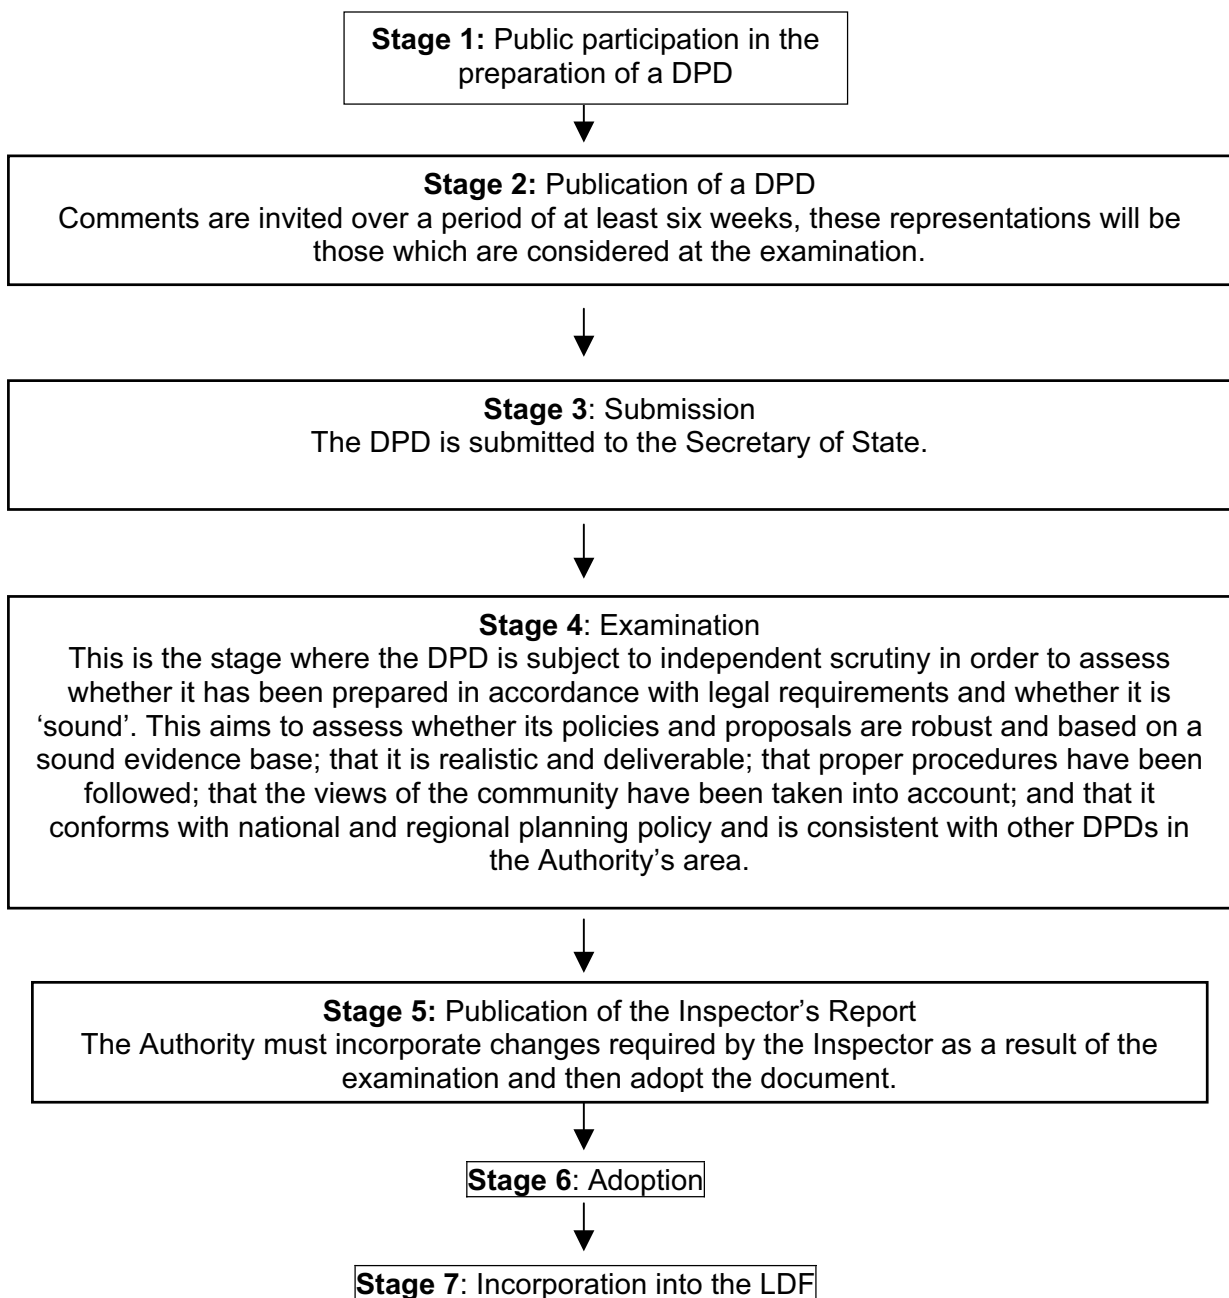 Stage 1: Public participation in the
preparation of a DPD
Stage 2: Publication of a DPD
Comments are invited over a period of at least six weeks, these representations will be
those which are considered at the examination.
Stage 3: Submission
The DPD is submitted to the Secretary of State.
Stage 4: Examination
This is the stage where the DPD is subject to independent scrutiny in order to assess
whether it has been prepared in accordance with legal requirements and whether it is
‘sound’. This aims to assess whether its policies and proposals are robust and based on a
sound evidence base; that it is realistic and deliverable; that proper procedures have been
followed; that the views of the community have been taken into account; and that it
conforms with national and regional planning policy and is consistent with other DPDs in
the Authority’s area.
Stage 5: Publication of the Inspector’s Report
The Authority must incorporate changes required by the Inspector as a result of the
examination and then adopt the document.
Stage 6: Adoption
Stage 7: Incorporation into the LDF